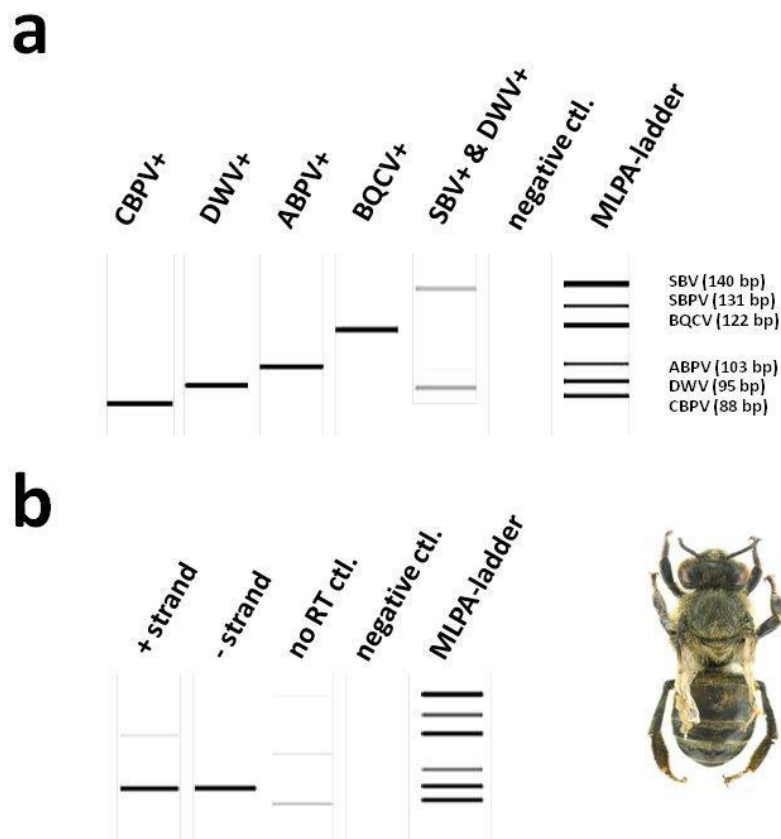 a
CBPV+
DWV+
ABPV+
BQCV+
SBV+ & DWV+
negative ctl.
MLPA-ladder
SBV (140 bp)
SBPV (131 bp)
BQCV (122 bp)
ABPV (103 bp)
DWV (95 bp)
CBPV (88 bp)
b
+ strand
- strand
no RT ctl.
negative ctl.
MLPA-ladder